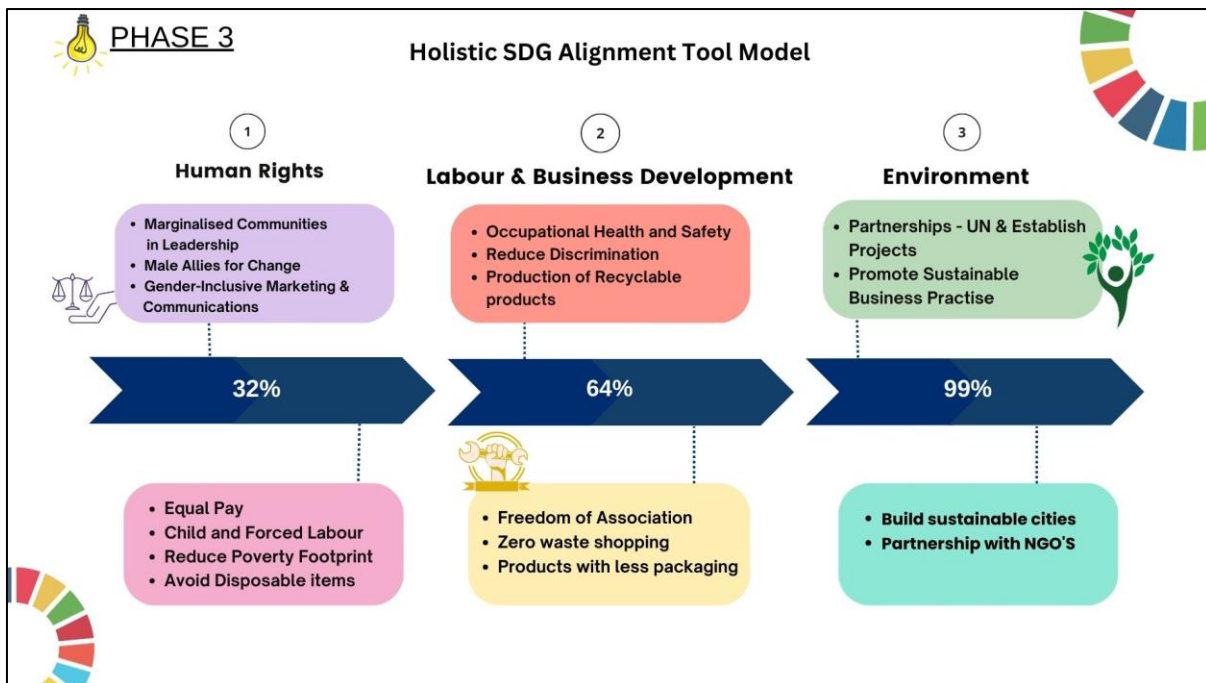 PHASE 3
Holistic SDG Alignment Tool Model
1
Human Rights
• Marginalised Communities
in Leadership
• Male Allies for Change
• Gender-Inclusive Marketing &
Communications
32%
• Equal Pay
• Child and Forced Labour
• Reduce Poverty Footprint
• Avoid Disposable items
2
Labour & Business Development
• Occupational Health and Safety
• Reduce Discrimination
• Production of Recyclable
products
64%
• Freedom of Association
• Zero waste shopping
• Products with less packaging
3
Environment
• Partnerships - UN & Establish
Projects
• Promote Sustainable
Business Practise
99%
• Build sustainable cities
• Partnership with NGO'S